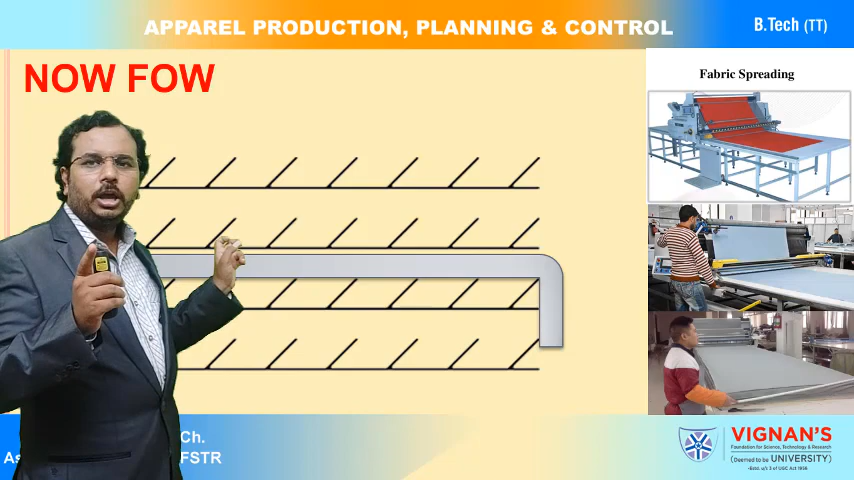 APPAREL PRODUCTION, PLANNING & CONTROL
B.Tech (TT)
NOW FOW
Fabric Spreading
Ch.
As
FSTR
VIGNAN'S
Foundation for Science, Technology & Research
(Deemed to be UNIVERSITY)
-Estd. u/s 3 of UGC Act 1956